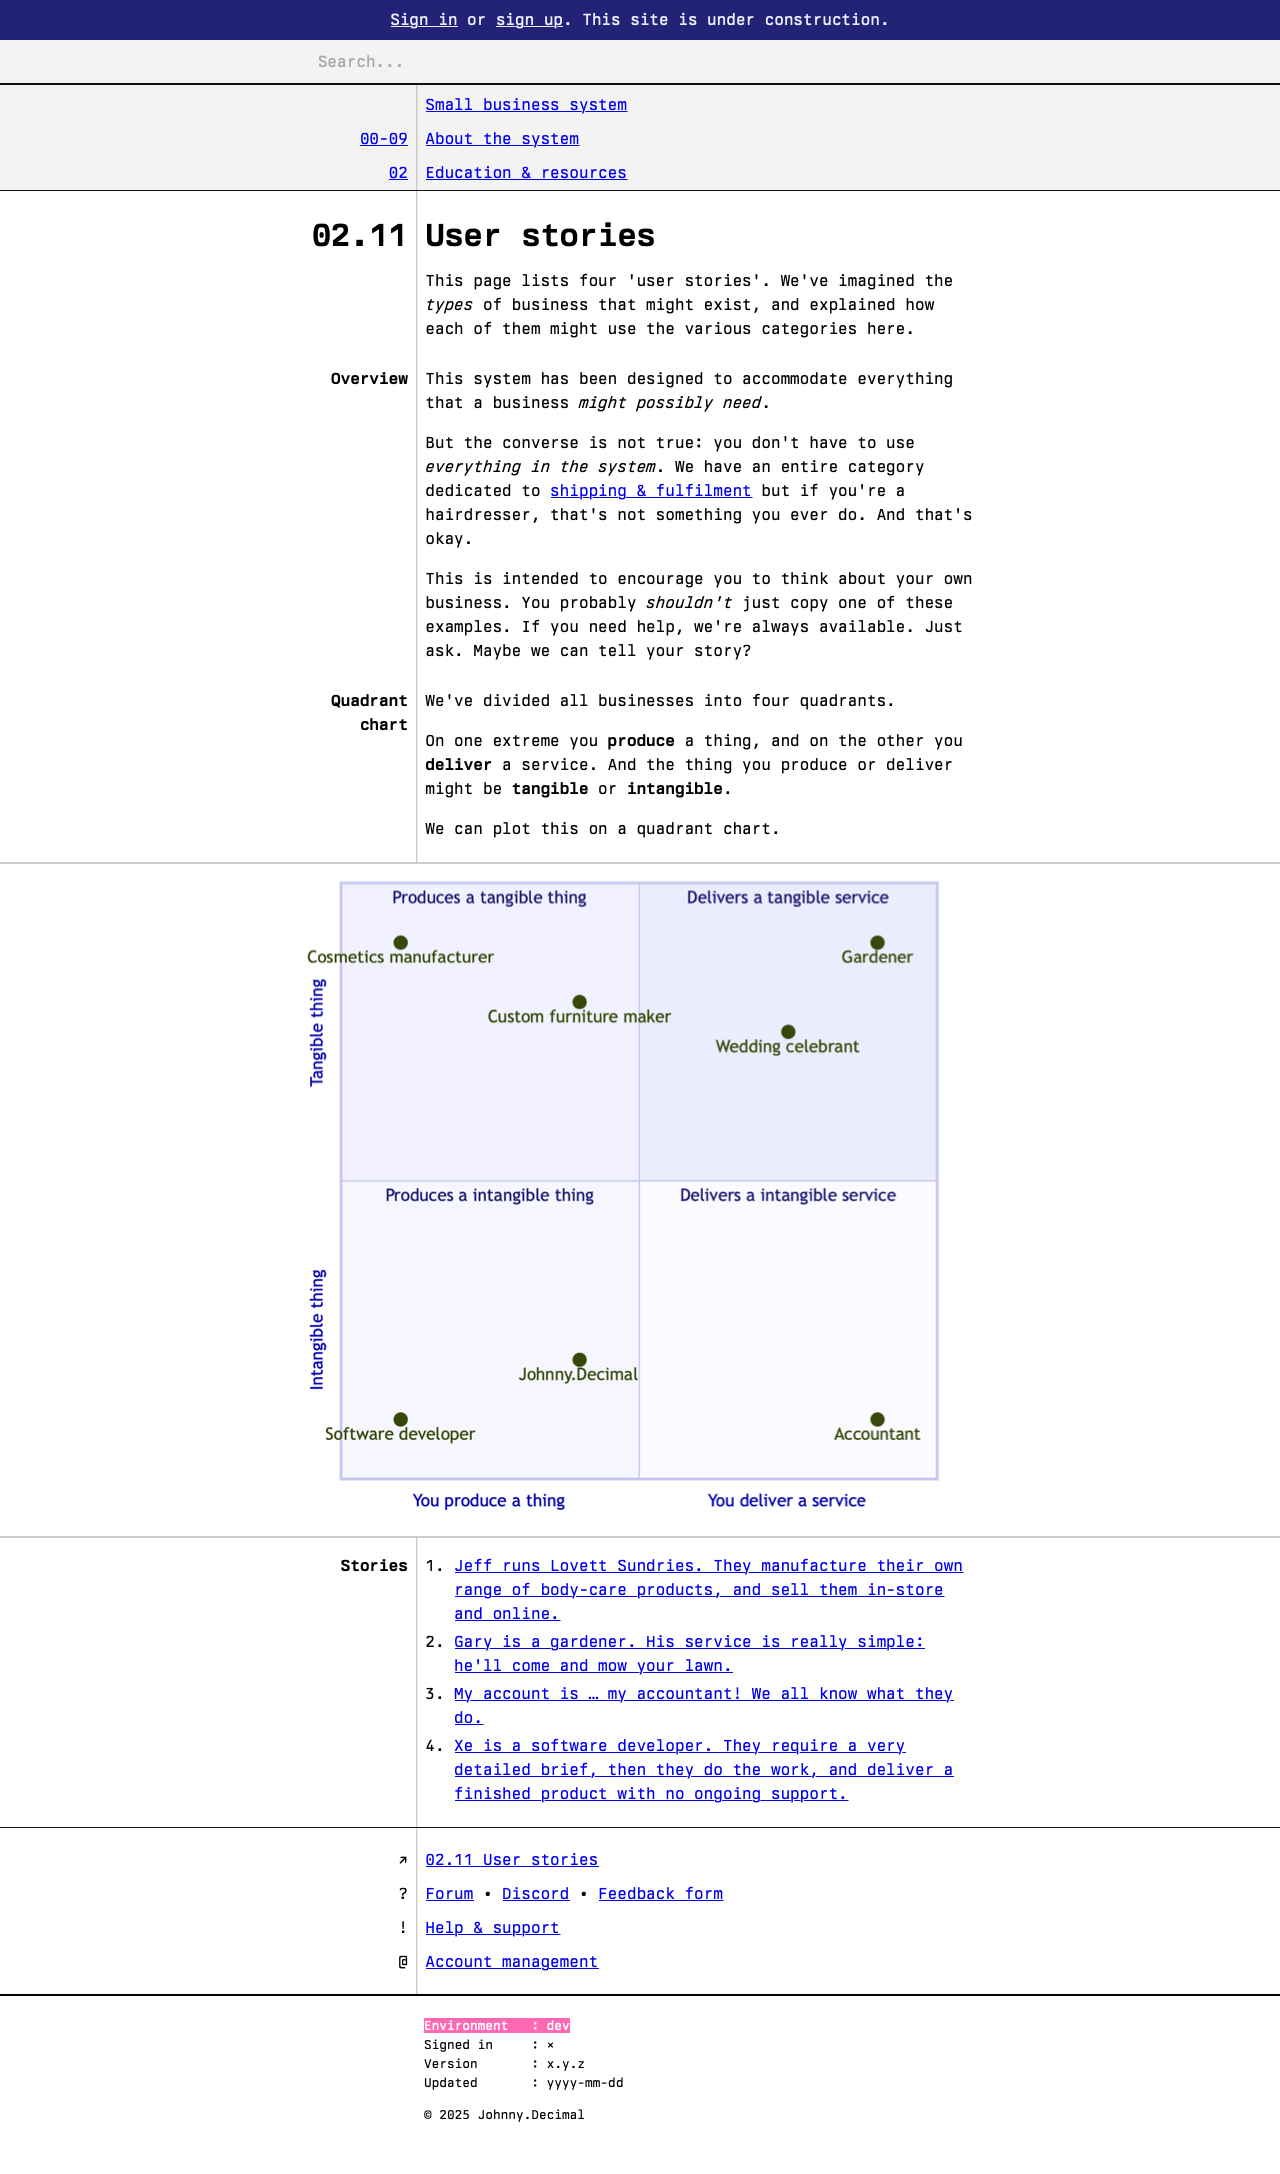 Sign in or sign up. This site is under construction.
Search...
Small business system
00-09 About the system
02 Education & resources
02.11 User stories
This page lists four 'user stories'. We've imagined the
types of business that might exist, and explained how
each of them might use the various categories here.
Overview This system has been designed to accommodate everything
that a business might possibly need.
But the converse is not true: you don't have to use
everything in the system. We have an entire category
dedicated to shipping & fulfilment but if you're a
hairdresser, that's not something you ever do. And that's
okay.
This is intended to encourage you to think about your own
business. You probably shouldn't just copy one of these
examples. If you need help, we're always available. Just
ask. Maybe we can tell your story?
Quadrant
chart
We've divided all businesses into four quadrants.
On one extreme you produce a thing, and on the other you
deliver a service. And the thing you produce or deliver
might be tangible or intangible.
We can plot this on a quadrant chart.
Produces a tangible thing
Delivers a tangible service
Cosmetics manufacturer
Gardener
Custom furniture maker
Wedding celebrant
Tangible thing
Produces a intangible thing
Delivers a intangible service
Intangible thing
Johnny.Decimal
Software developer
Accountant
You produce a thing
You deliver a service
Stories
1. Jeff runs Lovett Sundries. They manufacture their own
range of body-care products, and sell them in-store
and online.
2. Gary is a gardener. His service is really simple:
he'll come and mow your lawn.
3. My account is … my accountant! We all know what they
do.
4. Xe is a software developer. They require a very
detailed brief, then they do the work, and deliver a
finished product with no ongoing support.
↗ 02.11 User stories
? Forum • Discord • Feedback form
! Help & support
@ Account management
Environment : dev
Signed in : ×
Version : x.y.z
Updated : yyyy-mm-dd
© 2025 Johnny.Decimal